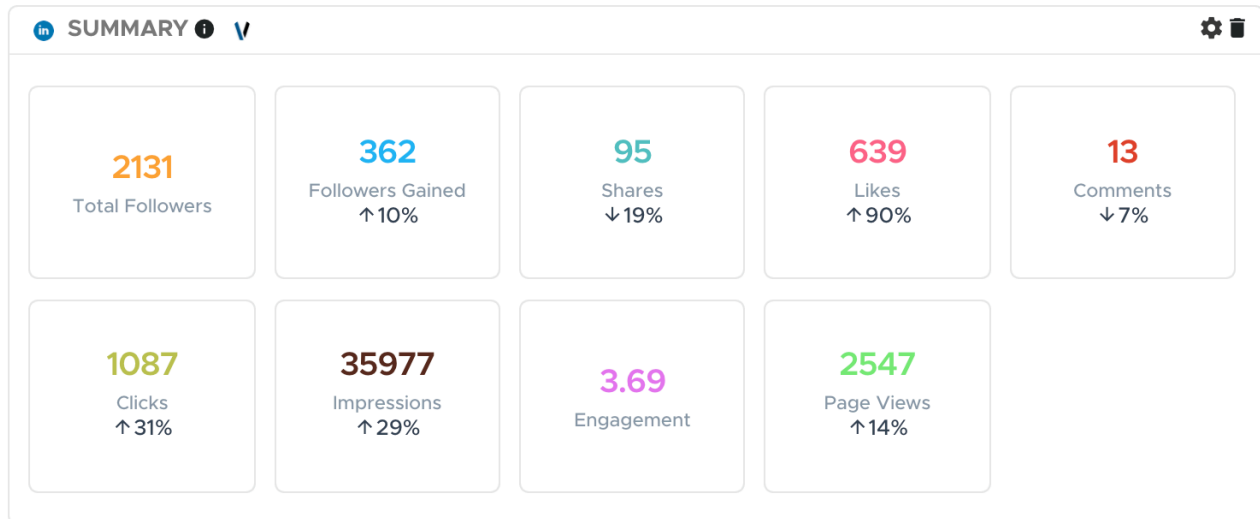 in SUMMARY i
2131
Total Followers
362
Followers Gained
↑10%
95
Shares
↓19%
639
Likes
↑90%
13
Comments
↓7%
1087
Clicks
↑31%
35977
Impressions
↑29%
3.69
Engagement
2547
Page Views
↑14%